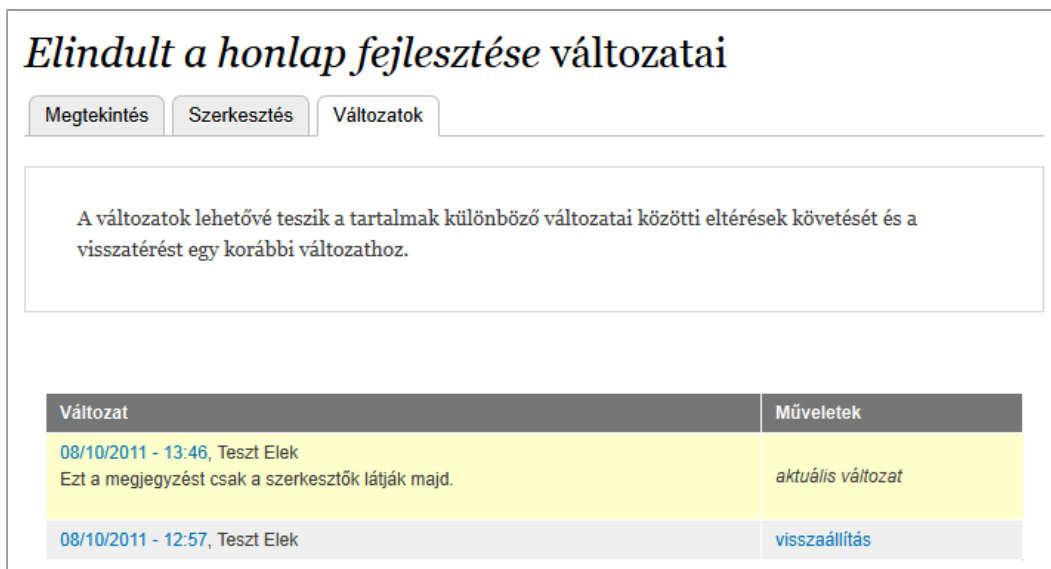 Elindult a honlap fejlesztése változatai
Megtekintés Szerkesztés Változatok
A változatok lehetővé teszik a tartalmak különböző változatai közötti eltérések követését és a
visszatérést egy korábbi változathoz.
Változat Műveletek
08/10/2011 - 13:46, Teszt Elek
Ezt a megjegyzést csak a szerkesztők látják majd.
aktuális változat
08/10/2011 - 12:57, Teszt Elek visszaállítás